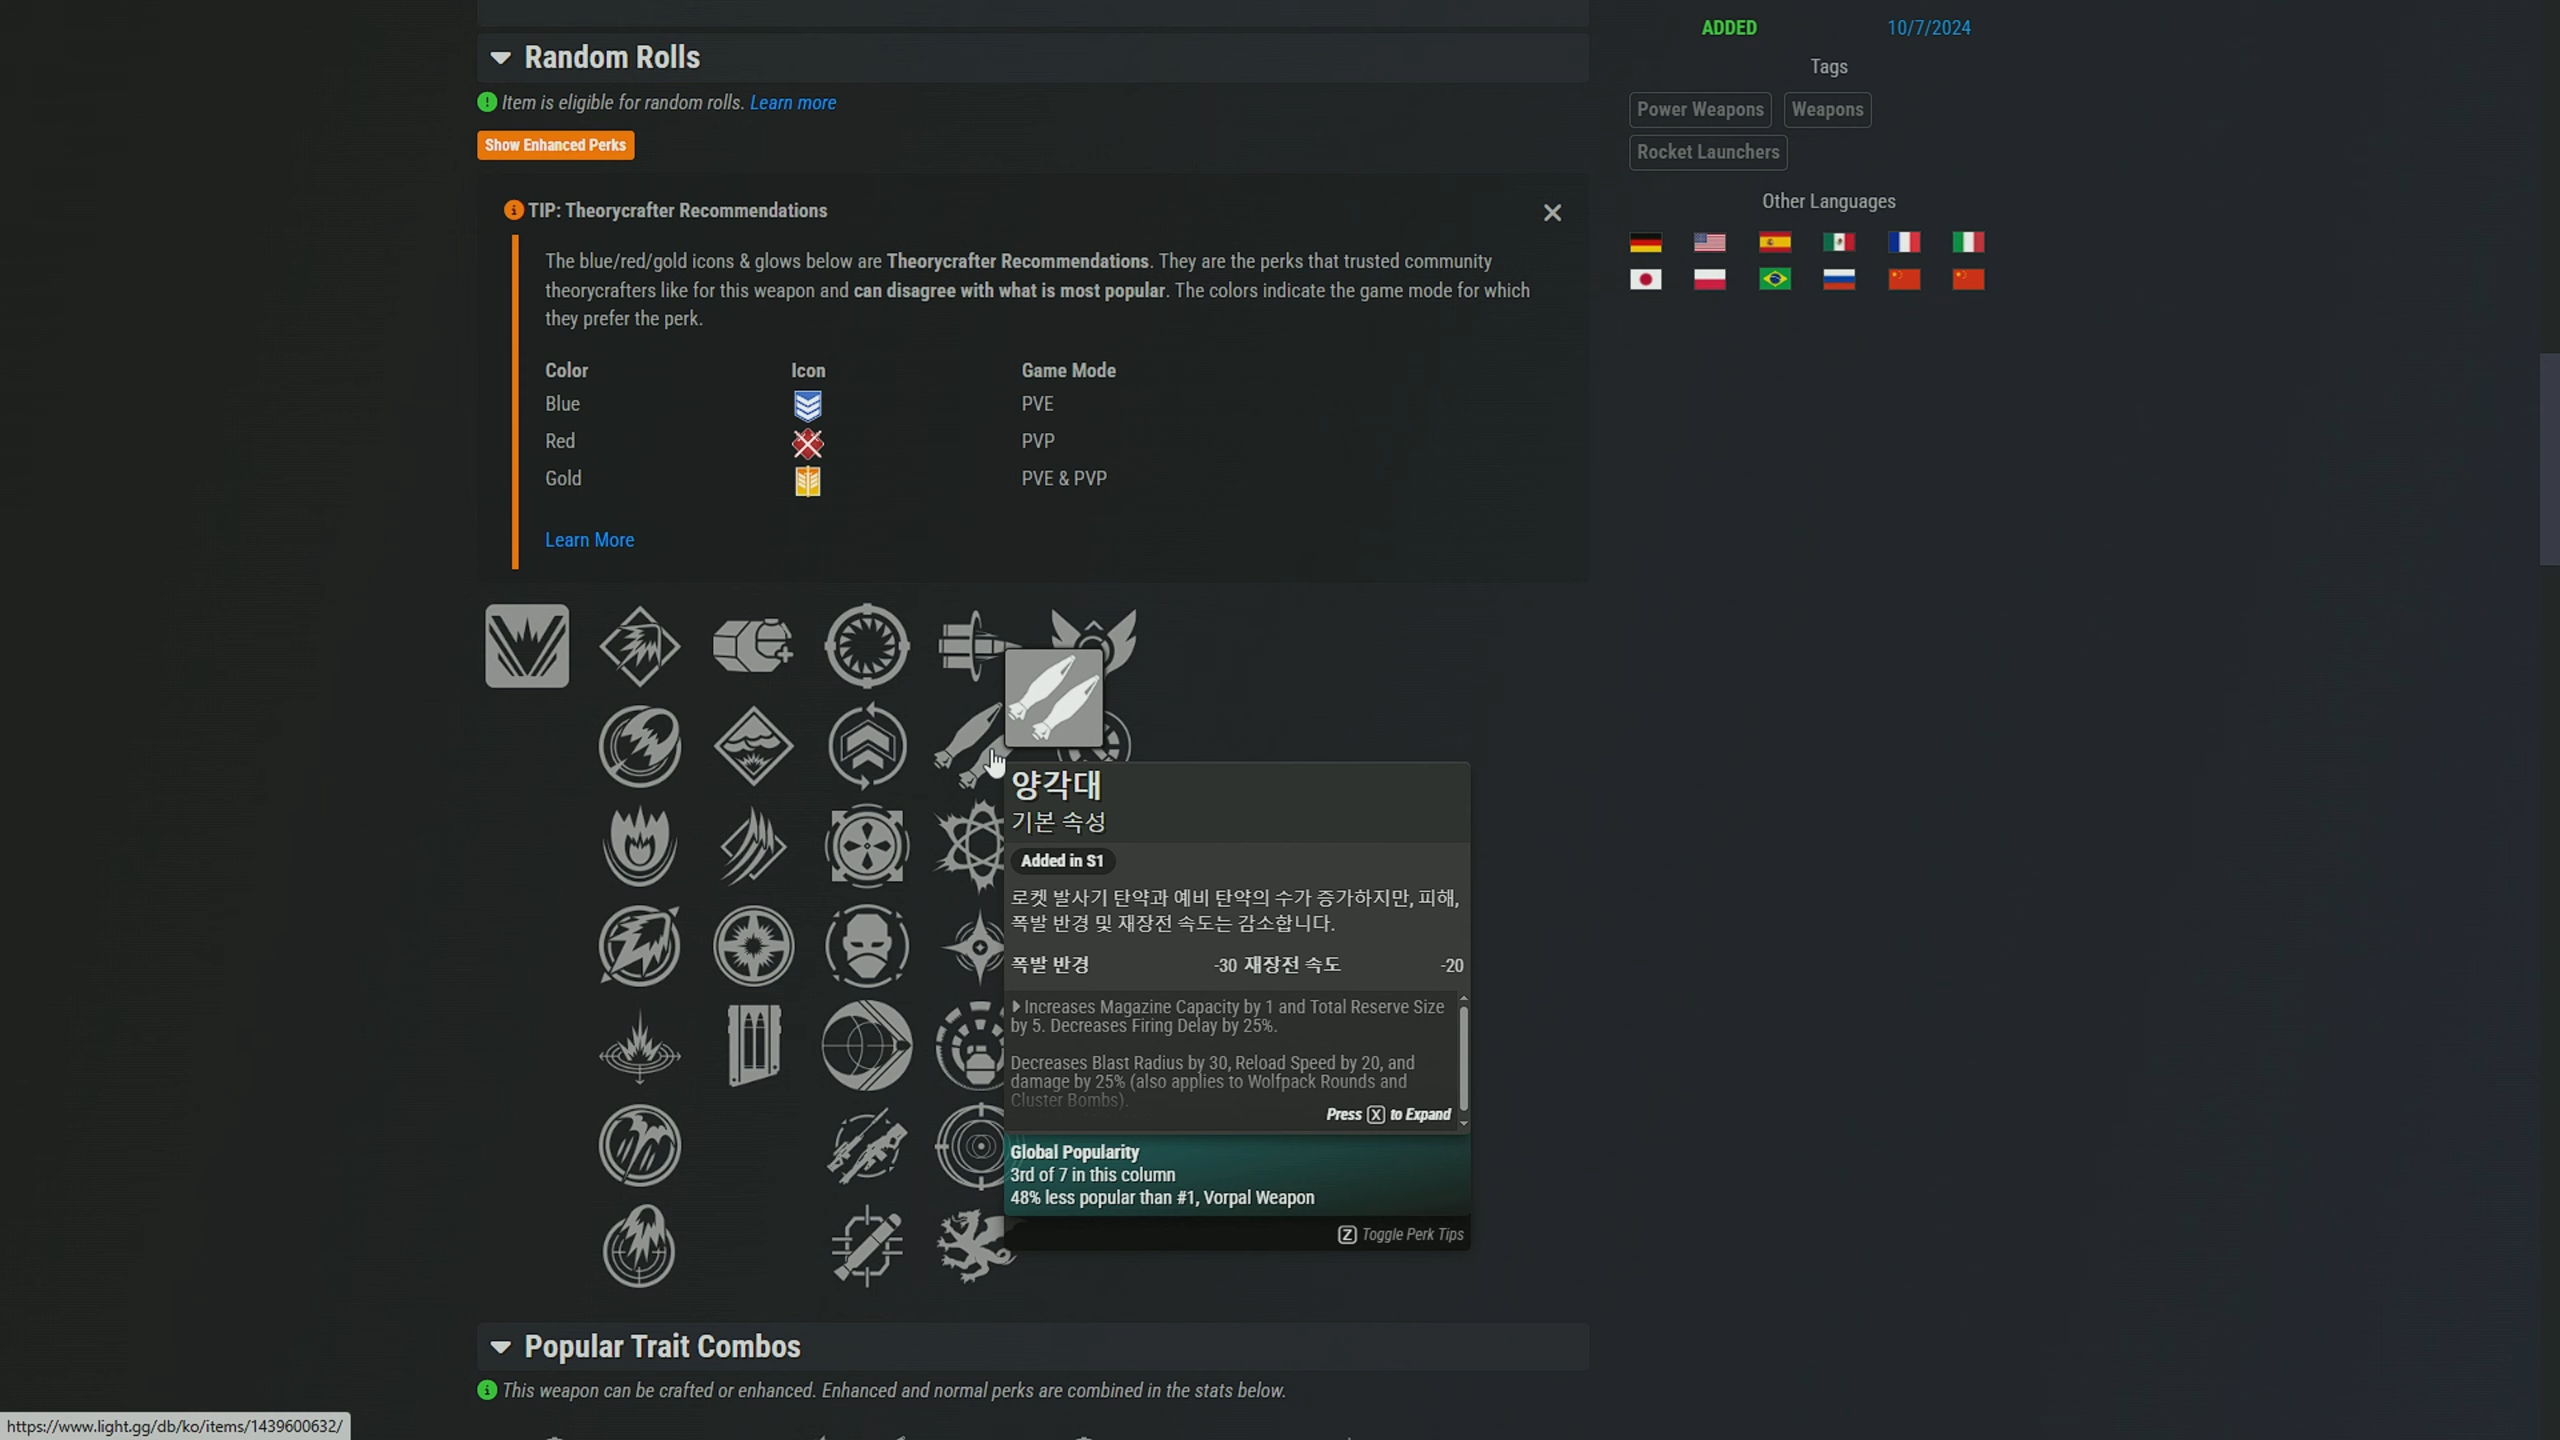 ADDED 10/7/2024
Random Rolls
Item is eligible for random rolls. Learn more
Show Enhanced Perks
Tags
Power Weapons Weapons
Rocket Launchers
Other Languages
TIP: Theorycrafter Recommendations
The blue/red/gold icons & glows below are Theorycrafter Recommendations. They are the perks that trusted community
theorycrafters like for this weapon and can disagree with what is most popular. The colors indicate the game mode for which
they prefer the perk.
Color Icon Game Mode
Blue PVE
Red PVP
Gold PVE & PVP
Learn More
양각대
기본 속성
Added in S1
로켓 발사기 탄약과 예비 탄약의 수가 증가하지만, 피해,
폭발 반경 및 재장전 속도는 감소합니다.
폭발 반경 -30 재장전 속도 -20
Increases Magazine Capacity by 1 and Total Reserve Size
by 5. Decreases Firing Delay by 25%.
Decreases Blast Radius by 30, Reload Speed by 20, and
damage by 25% (also applies to Wolfpack Rounds and
Cluster Bombs).
Press X to Expand
Global Popularity
3rd of 7 in this column
48% less popular than #1, Vorpal Weapon
Z Toggle Perk Tips
Popular Trait Combos
This weapon can be crafted or enhanced. Enhanced and normal perks are combined in the stats below.
https://www.light.gg/db/ko/items/1439600632/